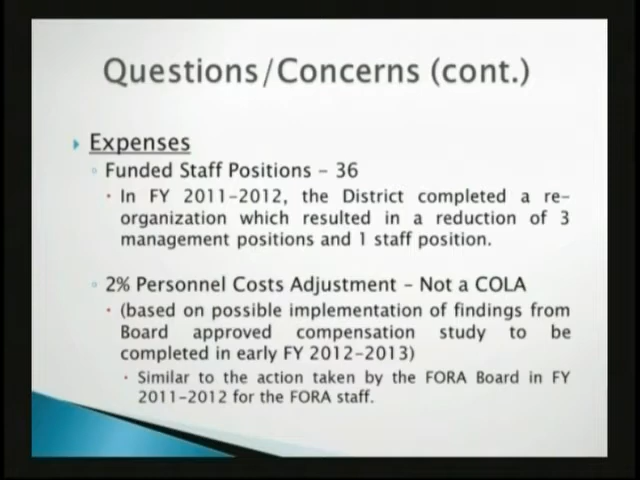 Questions/Concerns (cont.)
Expenses
Funded Staff Positions – 36
In FY 2011-2012, the District completed a re-
organization which resulted in a reduction of 3
management positions and 1 staff position.
2% Personnel Costs Adjustment – Not a COLA
(based on possible implementation of findings from
Board approved compensation study to be
completed in early FY 2012-2013)
Similar to the action taken by the FORA Board in FY
2011-2012 for the FORA staff.